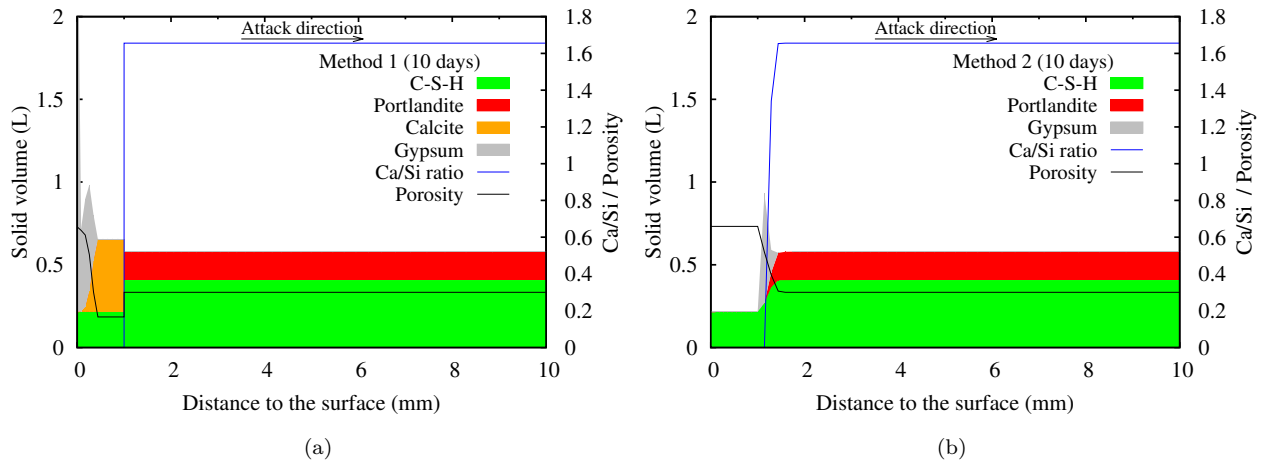 Attack direction
Method 1 (10 days)
C-S-H
Portlandite
Calcite
Gypsum
Ca/Si ratio
Porosity
Solid volume (L)
0
0.5
1
1.5
2
Ca/Si / Porosity
0
0.2
0.4
0.6
0.8
1
1.2
1.4
1.6
1.8
0 2 4 6 8 10
Distance to the surface (mm)
(a)
Attack direction
Method 2 (10 days)
C-S-H
Portlandite
Gypsum
Ca/Si ratio
Porosity
Solid volume (L)
0
0.5
1
1.5
2
Ca/Si / Porosity
0
0.2
0.4
0.6
0.8
1
1.2
1.4
1.6
1.8
0 2 4 6 8 10
Distance to the surface (mm)
(b)